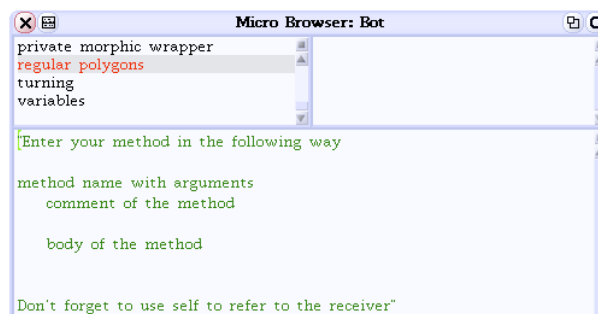 Micro Browser: Bot
private morphic wrapper
regular polygons
turning
variables
"Enter your method in the following way
method name with arguments
comment of the method
body of the method
Don't forget to use self to refer to the receiver"